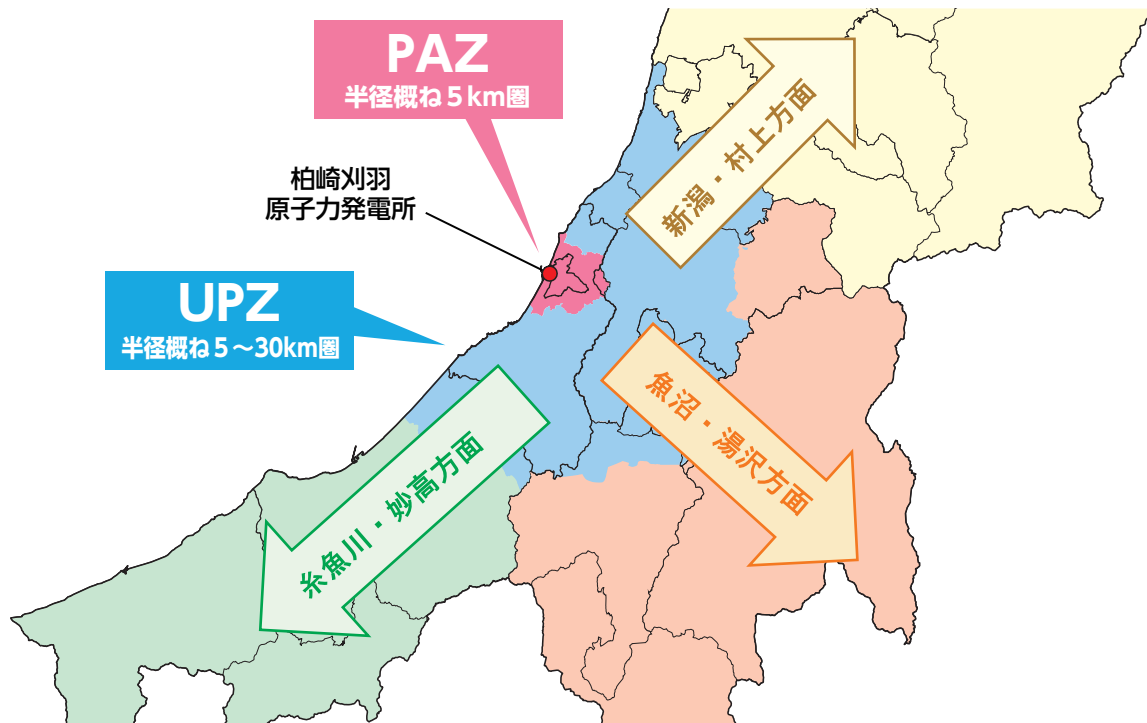 PAZ
半径概ね5km圏
柏崎刈羽
原子力発電所
UPZ
半径概ね5～30km圏
新潟・村上方面
魚沼・湯沢方面
糸魚川・妙高方面